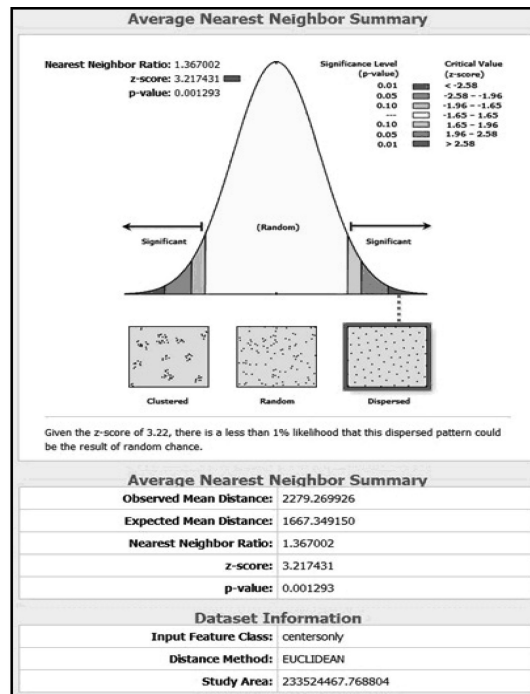 Average Nearest Neighbor Summary
Nearest Neighbor Ratio: 1.367002
z-score: 3.217431
p-value: 0.001293
Significance Level
(p-value)
Critical Value
(z-score)
0.01 < -2.58
0.05 -2.58 – -1.96
0.10 -1.96 – -1.65
--- -1.65 – 1.65
0.10 1.65 – 1.96
0.05 1.96 – 2.58
0.01 > 2.58
Significant
(Random)
Significant
Clustered
Random
Dispersed
Given the z-score of 3.22, there is a less than 1% likelihood that this dispersed pattern could
be the result of random chance.
Average Nearest Neighbor Summary
Observed Mean Distance: 2279.269926
Expected Mean Distance: 1667.349150
Nearest Neighbor Ratio: 1.367002
z-score: 3.217431
p-value: 0.001293
Dataset Information
Input Feature Class: centersonly
Distance Method: EUCLIDEAN
Study Area: 233524467.768804